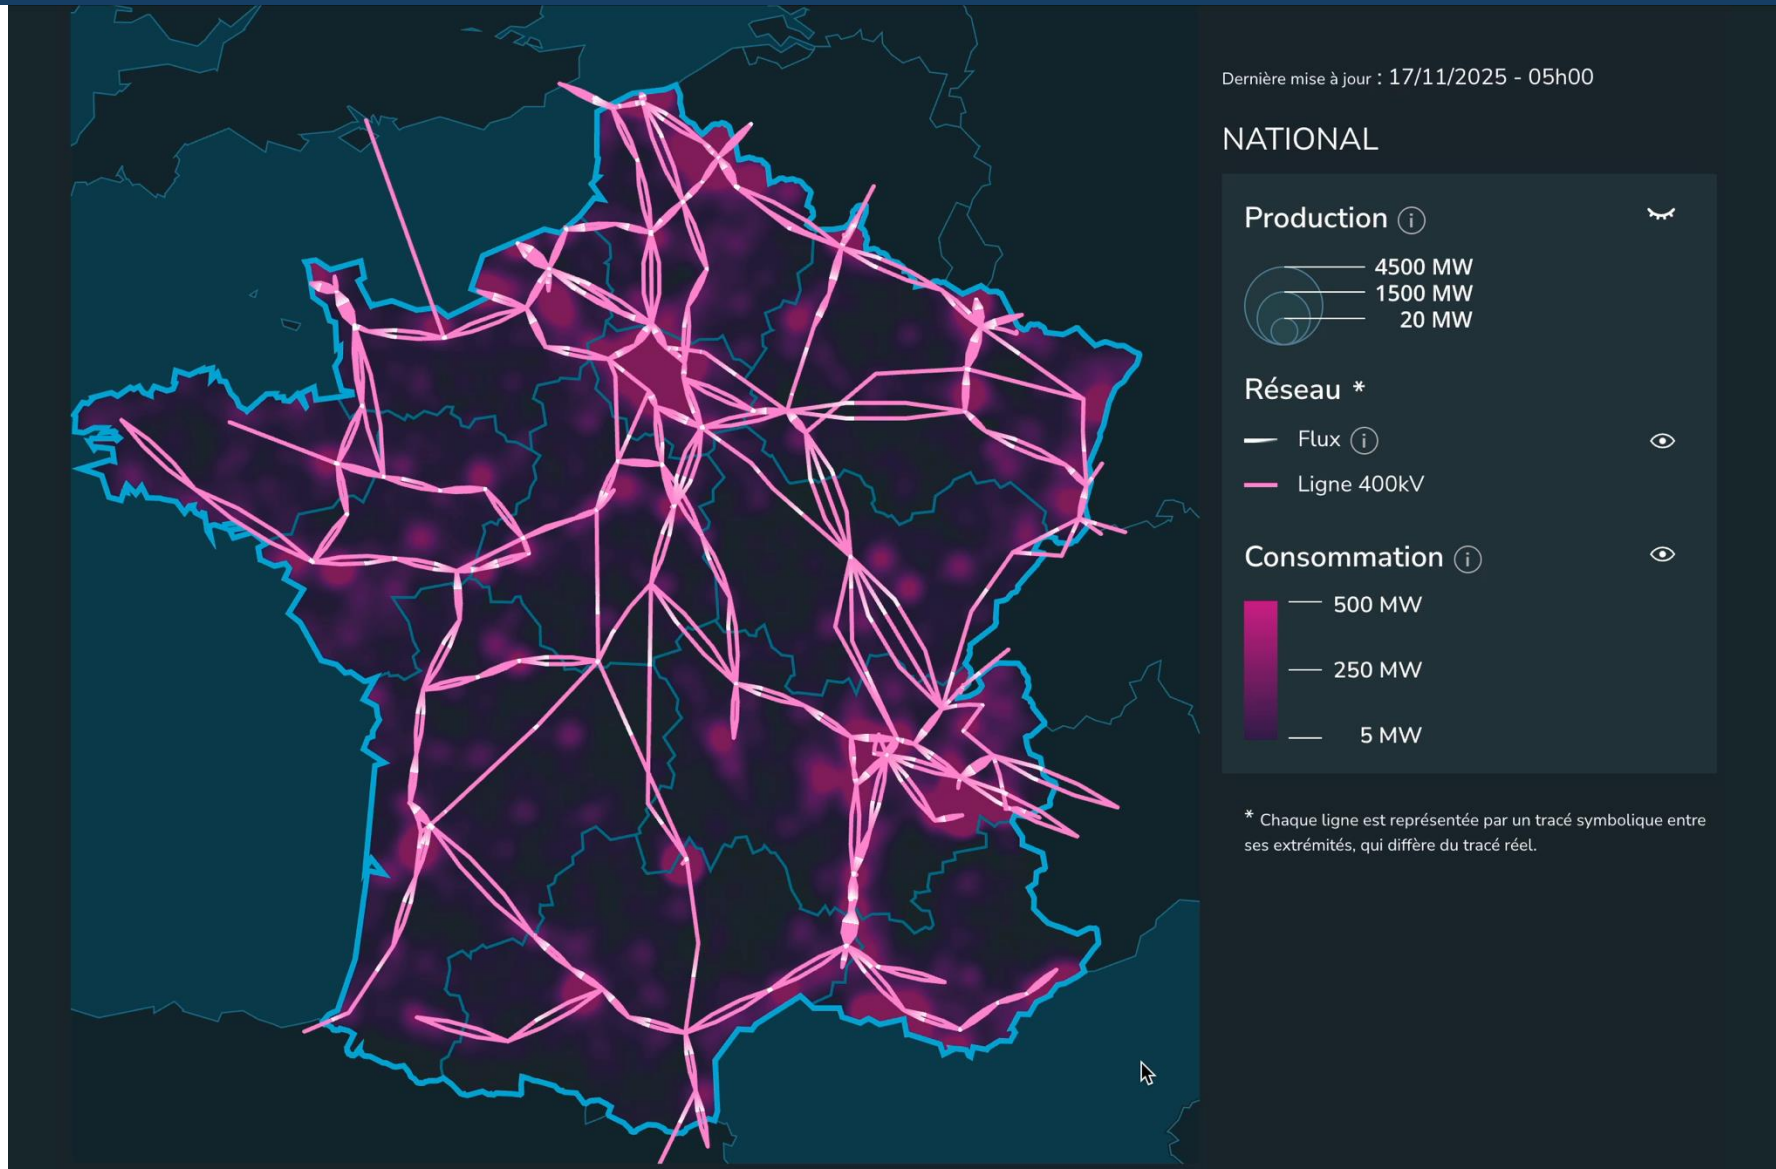 Dernière mise à jour : 17/11/2025 - 05h00
NATIONAL
Production i
4500 MW
1500 MW
20 MW
Réseau *
Flux i
Ligne 400kV
Consommation i
500 MW
250 MW
5 MW
* Chaque ligne est représentée par un tracé symbolique entre
ses extrémités, qui diffère du tracé réel.